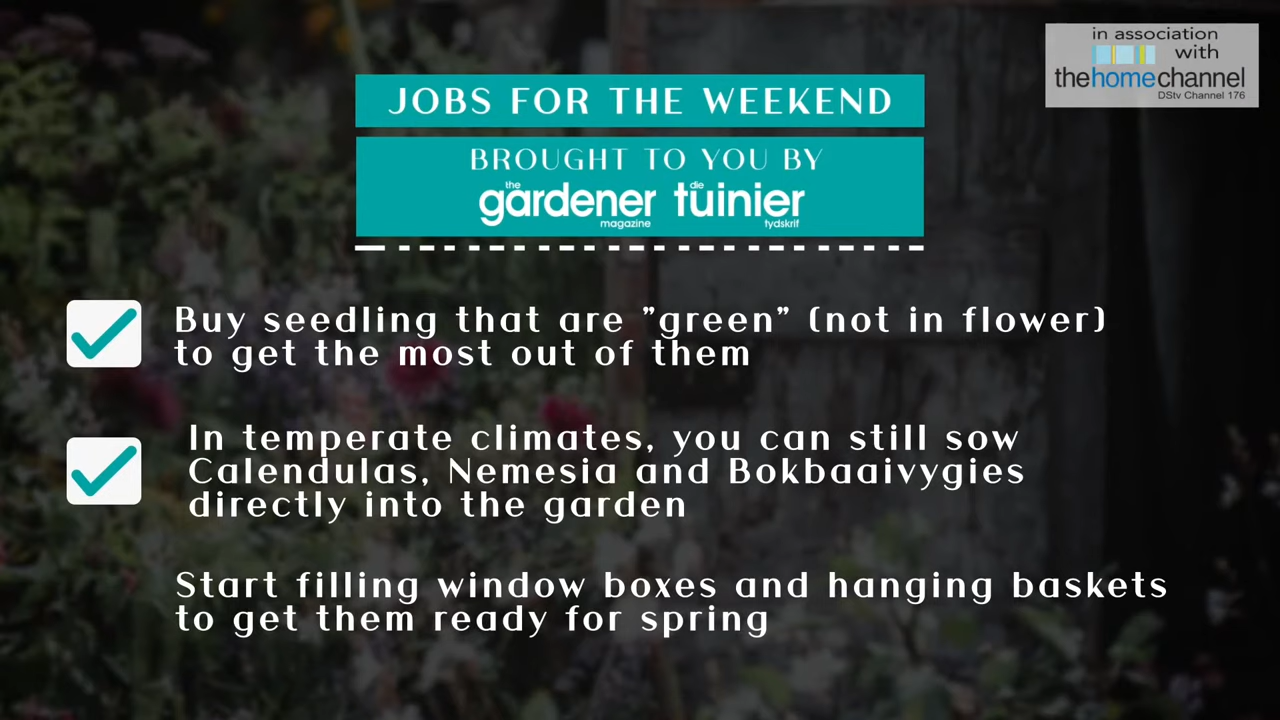 in association
with
thehomechannel
DStv Channel 176
JOBS FOR THE WEEKEND
BROUGHT TO YOU BY
the gardener magazine
die tuinier tydskrif
Buy seedling that are "green" (not in flower)
to get the most out of them
In temperate climates, you can still sow
Calendulas, Nemesia and Bokbaaivygies
directly into the garden
Start filling window boxes and hanging baskets
to get them ready for spring